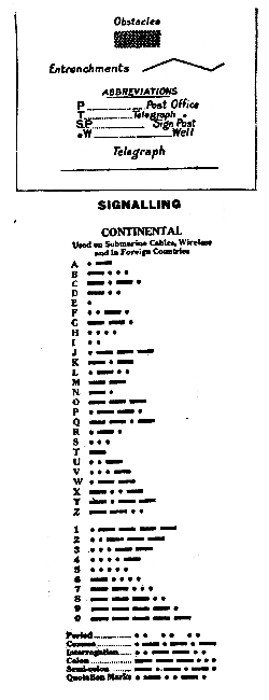 Obstacles
Entrenchments
ABBREVIATIONS
P .......... Post Office
T .......... Telegraph
S.P .......... Sign Post
•W .......... Well
Telegraph
SIGNALLING
CONTINENTAL
Used on Submarine Cables, Wireless
and in Foreign Countries
A
B
C
D
E
F
G
H
I
J
K
L
M
N
O
P
Q
R
S
T
U
V
W
X
Y
Z
1
2
3
4
5
6
7
8
9
0
Period
Comma
Interrogation
Colon
Semi-colon
Quotation Marks